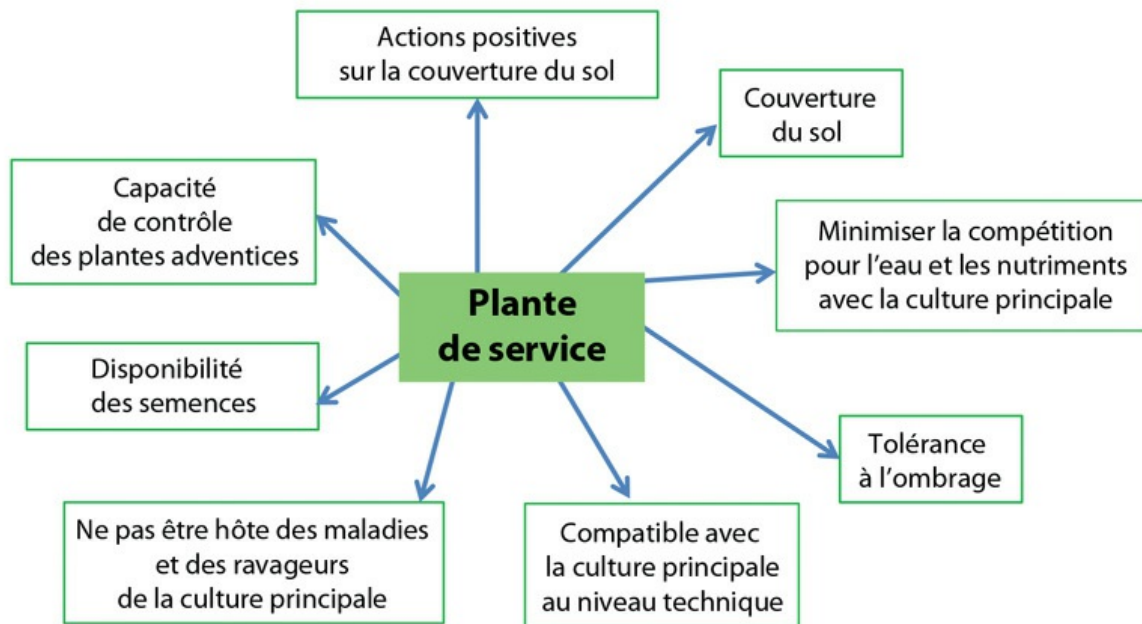 Actions positives
sur la couverture du sol
Couverture
du sol
Capacité
de contrôle
des plantes adventices
Minimiser la compétition
pour l'eau et les nutriments
avec la culture principale
Plante
de service
Disponibilité
des semences
Tolérance
à l'ombrage
Ne pas être hôte des maladies
et des ravageurs
de la culture principale
Compatible avec
la culture principale
au niveau technique